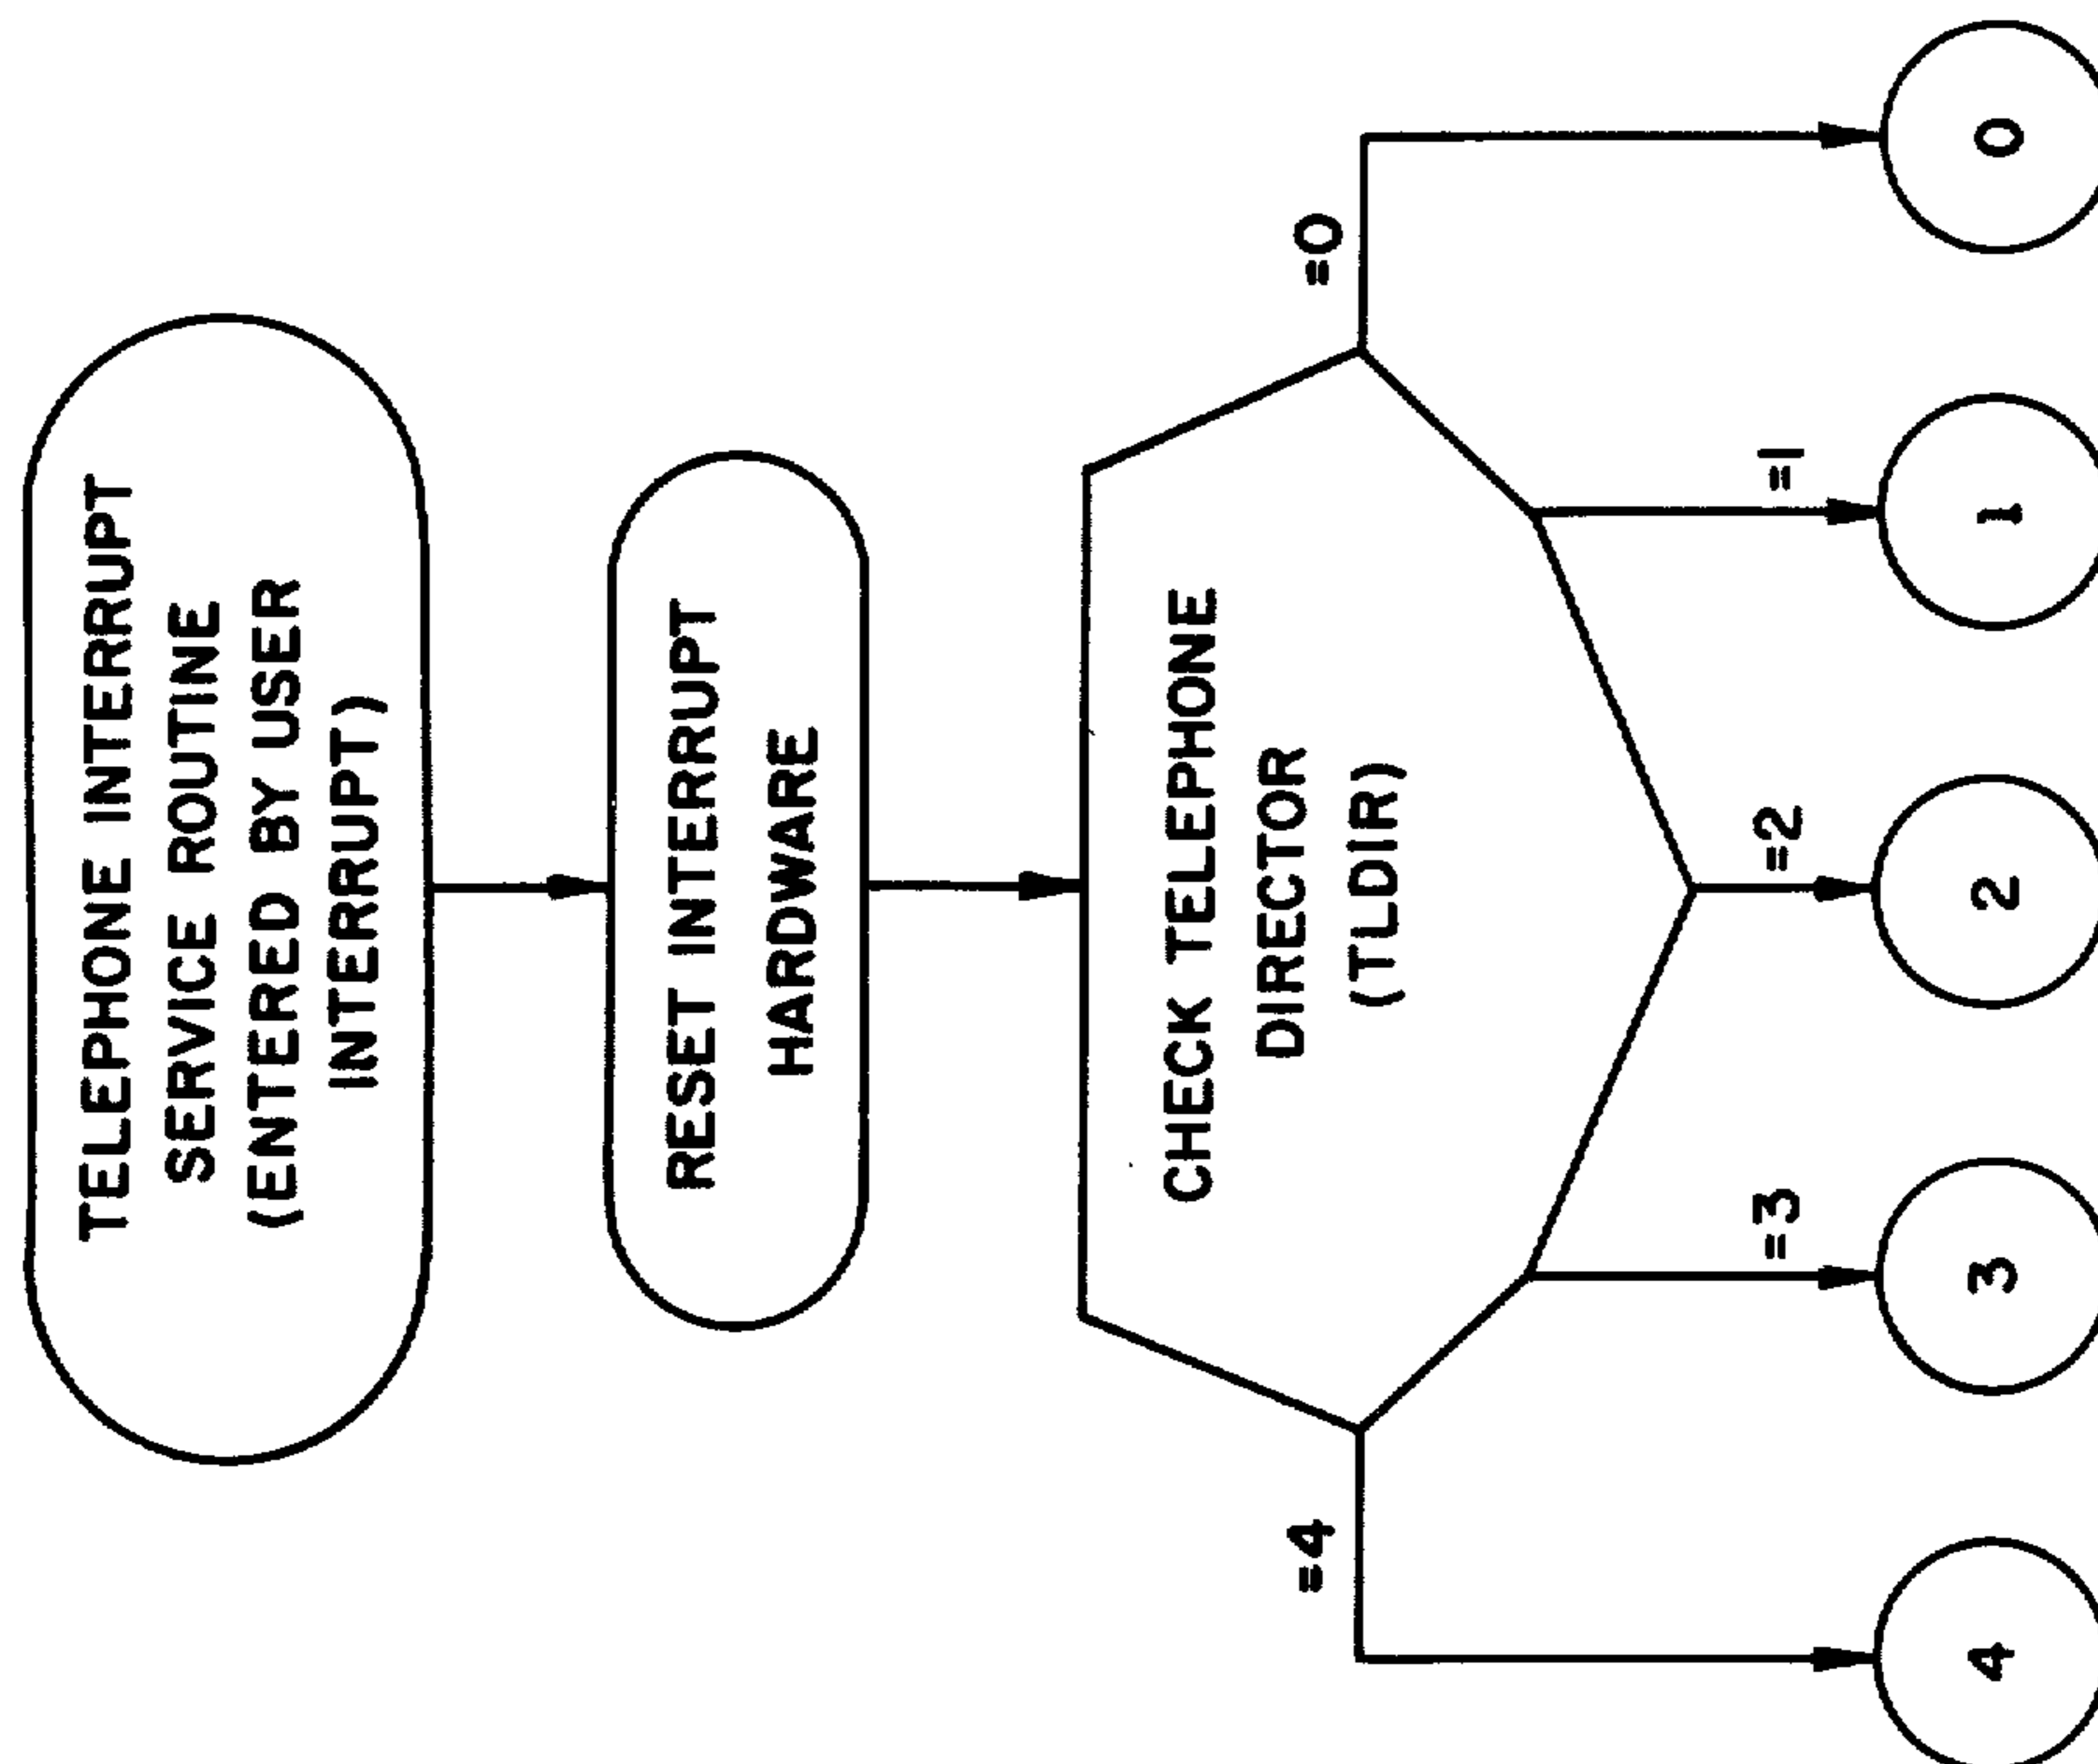 TELEPHONE INTERRUPT
SERVICE ROUTINE
(ENTERED BY USER
INTERRUPT)
RESET INTERRUPT
HARDWARE
CHECK TELEPHONE
DIRECTOR
(TLDIR)
=4
=0
=3
=2
=1
4
3
2
1
0